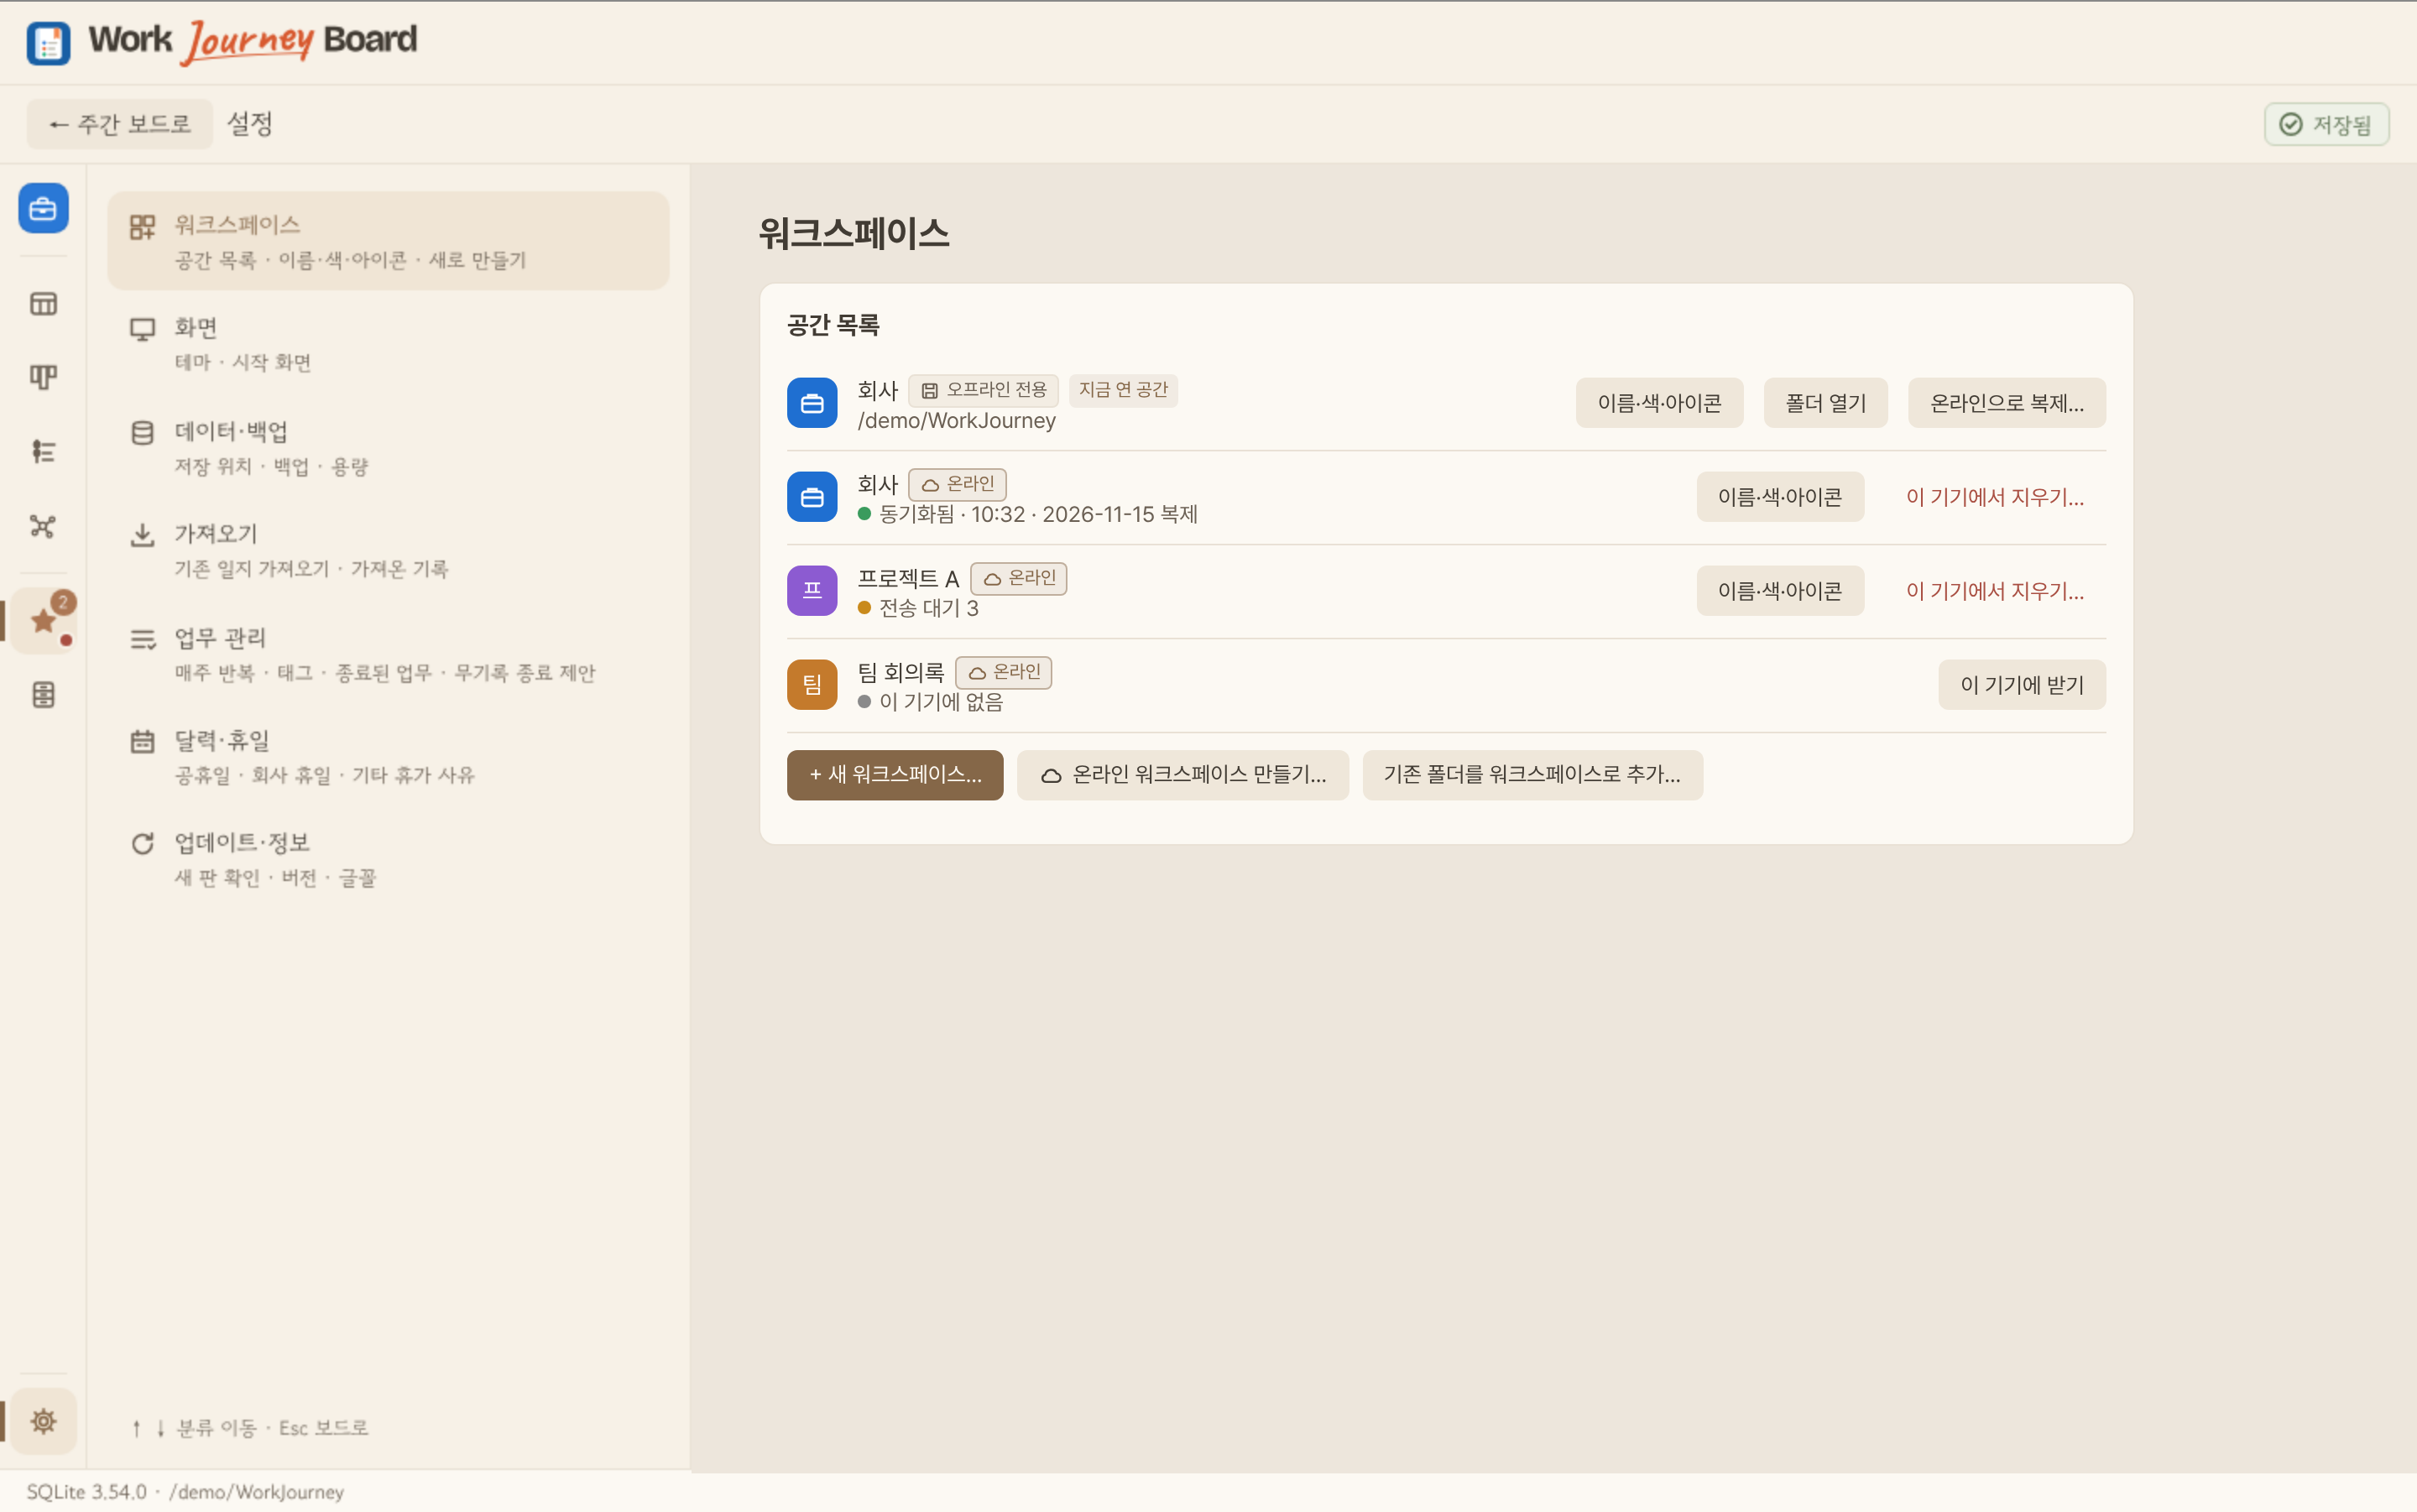 Work Journey Board
← 주간 보드로 설정
저장됨
워크스페이스
공간 목록 · 이름·색·아이콘 · 새로 만들기
화면
테마 · 시작 화면
데이터·백업
저장 위치 · 백업 · 용량
가져오기
기존 일지 가져오기 · 가져온 기록
2
업무 관리
매주 반복 · 태그 · 종료된 업무 · 무기록 종료 제안
달력·휴일
공휴일 · 회사 휴일 · 기타 휴가 사유
업데이트·정보
새 판 확인 · 버전 · 글꼴
↑ ↓ 분류 이동 · Esc 보드로
워크스페이스
공간 목록
회사 오프라인 전용 지금 연 공간
/demo/WorkJourney
이름·색·아이콘 폴더 열기 온라인으로 복제...
회사 온라인
동기화됨 · 10:32 · 2026-11-15 복제
이름·색·아이콘 이 기기에서 지우기...
프 프로젝트 A 온라인
전송 대기 3
이름·색·아이콘 이 기기에서 지우기...
팀 팀 회의록 온라인
이 기기에 없음
이 기기에 받기
+ 새 워크스페이스... 온라인 워크스페이스 만들기... 기존 폴더를 워크스페이스로 추가...
SQLite 3.54.0 · /demo/WorkJourney